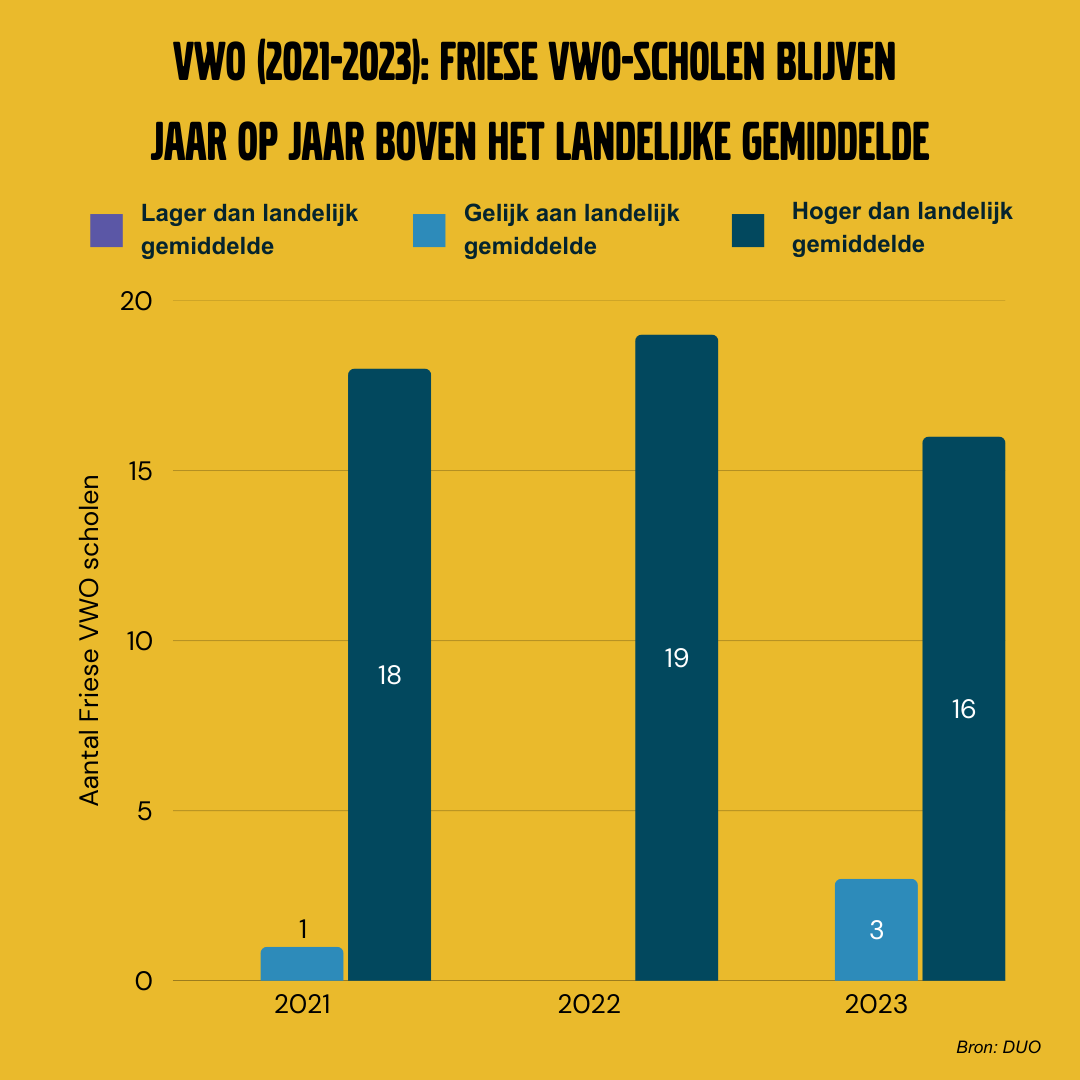 VWO (2021-2023): FRIESE VWO-SCHOLEN BLIJVEN
JAAR OP JAAR BOVEN HET LANDELIJKE GEMIDDELDE
Lager dan landelijk
gemiddelde
Gelijk aan landelijk
gemiddelde
Hoger dan landelijk
gemiddelde
Aantal Friese VWO scholen
20
15
10
5
0
1
18
19
3
16
2021
2022
2023
Bron: DUO